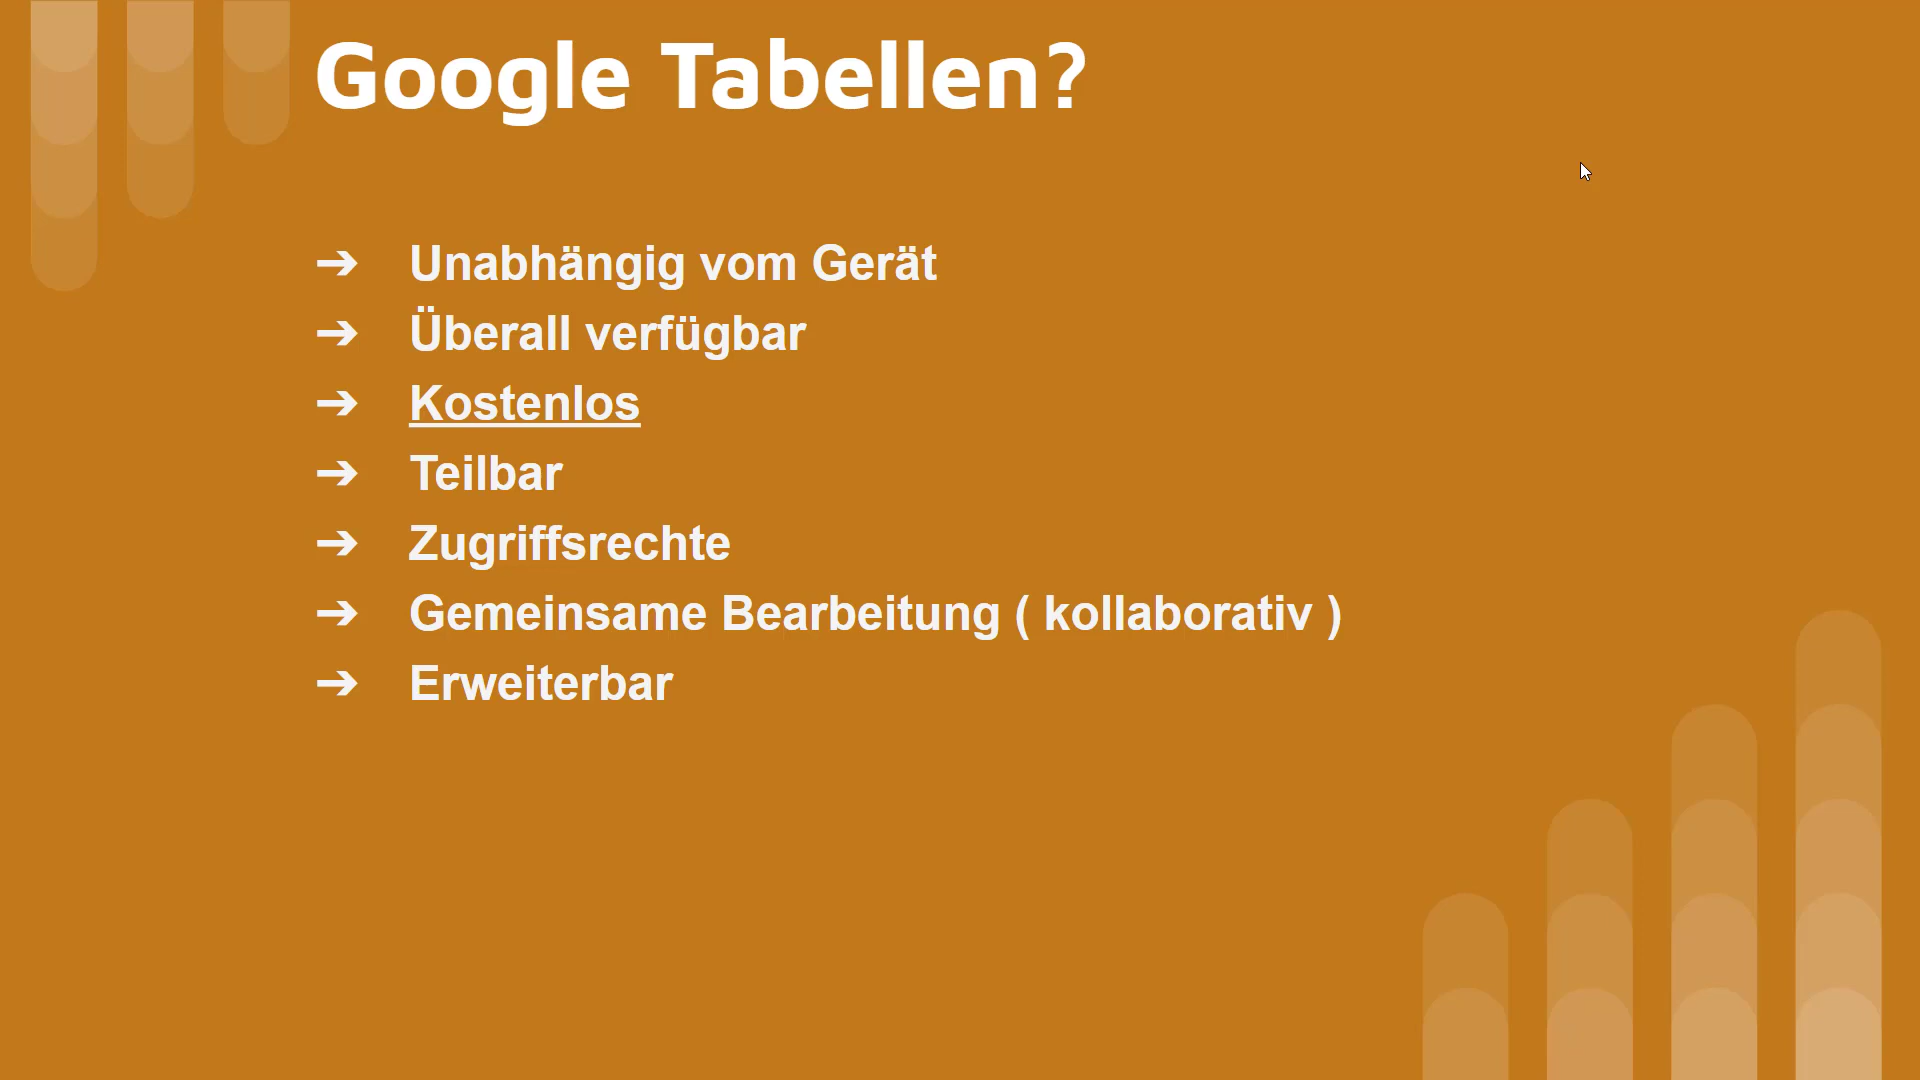 Google Tabellen?
➔ Unabhängig vom Gerät
➔ Überall verfügbar
➔ Kostenlos
➔ Teilbar
➔ Zugriffsrechte
➔ Gemeinsame Bearbeitung ( kollaborativ )
➔ Erweiterbar